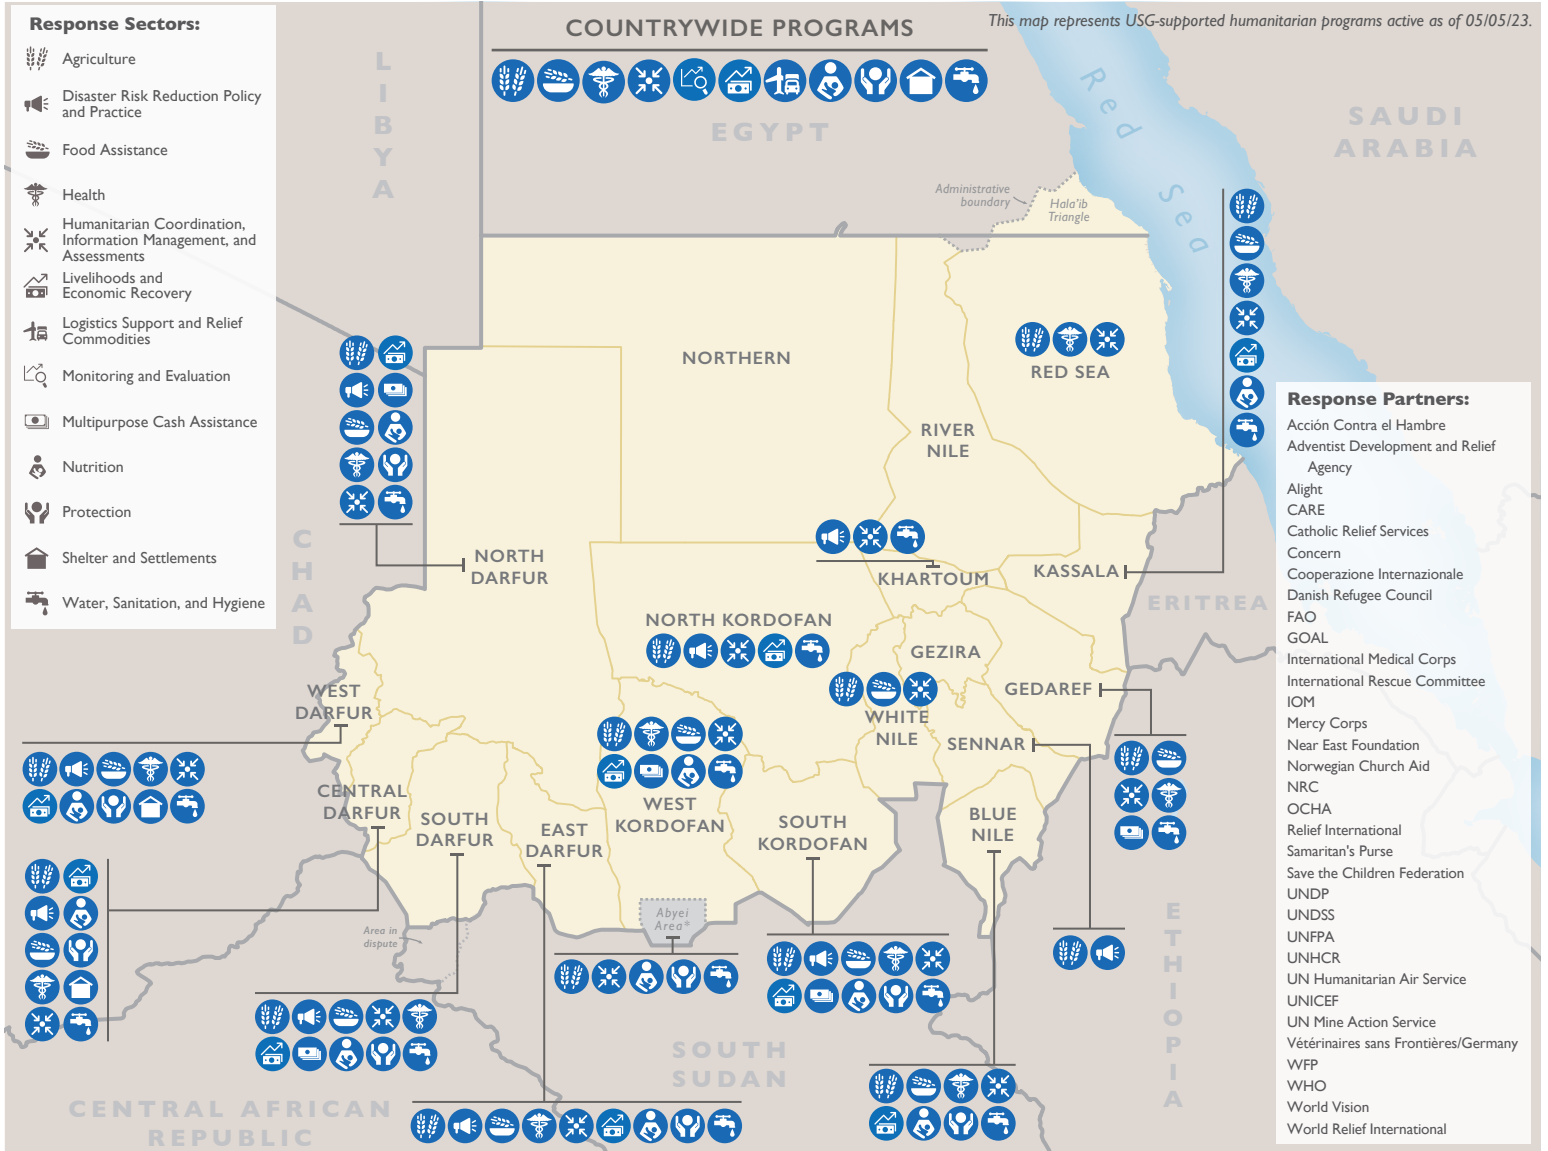 Response Sectors:
Agriculture
Disaster Risk Reduction Policy
and Practice
Food Assistance
Health
Humanitarian Coordination,
Information Management, and
Assessments
Livelihoods and
Economic Recovery
Logistics Support and Relief
Commodities
Monitoring and Evaluation
Multipurpose Cash Assistance
Nutrition
Protection
Shelter and Settlements
Water, Sanitation, and Hygiene
COUNTRYWIDE PROGRAMS
This map represents USG-supported humanitarian programs active as of 05/05/23.
LIBYA
EGYPT
Red Sea
SAUDI
ARABIA
Administrative
boundary
Hala'ib
Triangle
NORTHERN
RED SEA
RIVER
NILE
CHAD
NORTH
DARFUR
KHARTOUM
KASSALA
ERITREA
NORTH KORDOFAN
GEZIRA
GEDAREF
WEST
DARFUR
WHITE
NILE
SENNAR
CENTRAL
DARFUR
SOUTH
DARFUR
EAST
DARFUR
WEST
KORDOFAN
SOUTH
KORDOFAN
BLUE
NILE
Abyei
Area*
Area in
dispute
ETHIOPIA
SOUTH
SUDAN
CENTRAL AFRICAN
REPUBLIC
Response Partners:
Acción Contra el Hambre
Adventist Development and Relief
Agency
Alight
CARE
Catholic Relief Services
Concern
Cooperazione Internazionale
Danish Refugee Council
FAO
GOAL
International Medical Corps
International Rescue Committee
IOM
Mercy Corps
Near East Foundation
Norwegian Church Aid
NRC
OCHA
Relief International
Samaritan's Purse
Save the Children Federation
UNDP
UNDSS
UNFPA
UNHCR
UN Humanitarian Air Service
UNICEF
UN Mine Action Service
Vétérinaires sans Frontières/Germany
WFP
WHO
World Vision
World Relief International